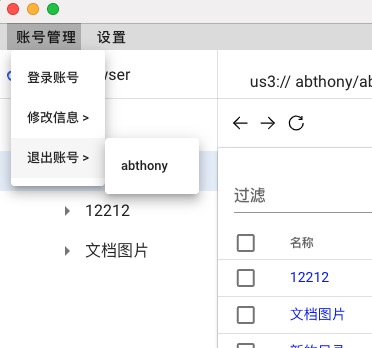 账号管理 设置
登录账号
wser
us3:// abthony/ab
修改信息 >
退出账号 >
abthony
12212
文档图片
过滤
名称
12212
文档图片